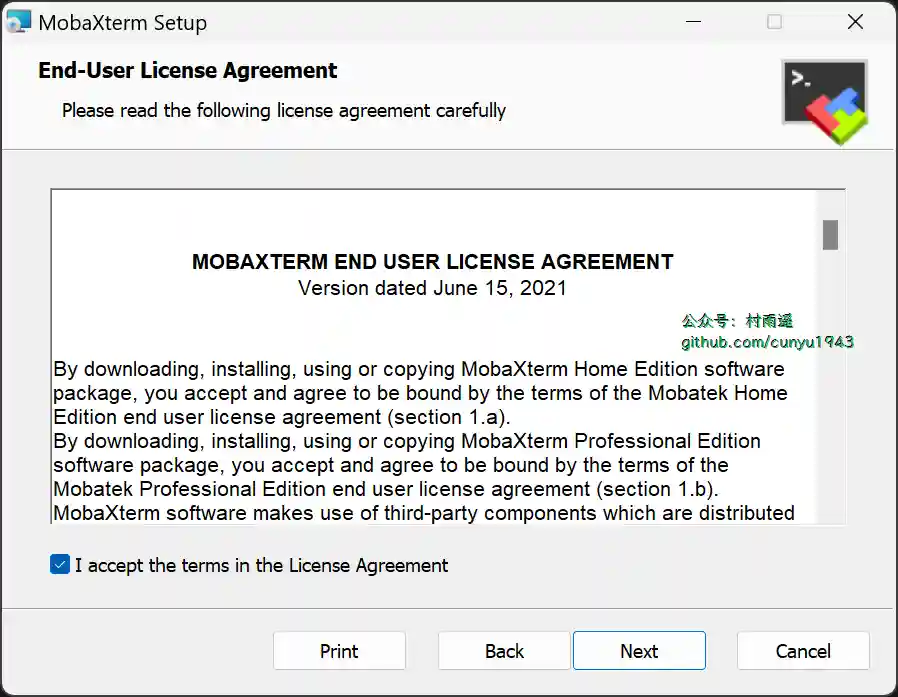 MobaXterm Setup
End-User License Agreement
Please read the following license agreement carefully
>.
MOBAXTERM END USER LICENSE AGREEMENT
Version dated June 15, 2021
公众号：村雨遥
github.com/cunyu1943
By downloading, installing, using or copying MobaXterm Home Edition software
package, you accept and agree to be bound by the terms of the Mobatek Home
Edition end user license agreement (section 1.a).
By downloading, installing, using or copying MobaXterm Professional Edition
software package, you accept and agree to be bound by the terms of the
Mobatek Professional Edition end user license agreement (section 1.b).
MobaXterm software makes use of third-party components which are distributed
I accept the terms in the License Agreement
Print
Back
Next
Cancel